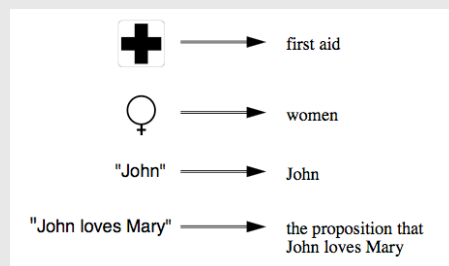 first aid
women
"John"
John
"John loves Mary"
the proposition that
John loves Mary